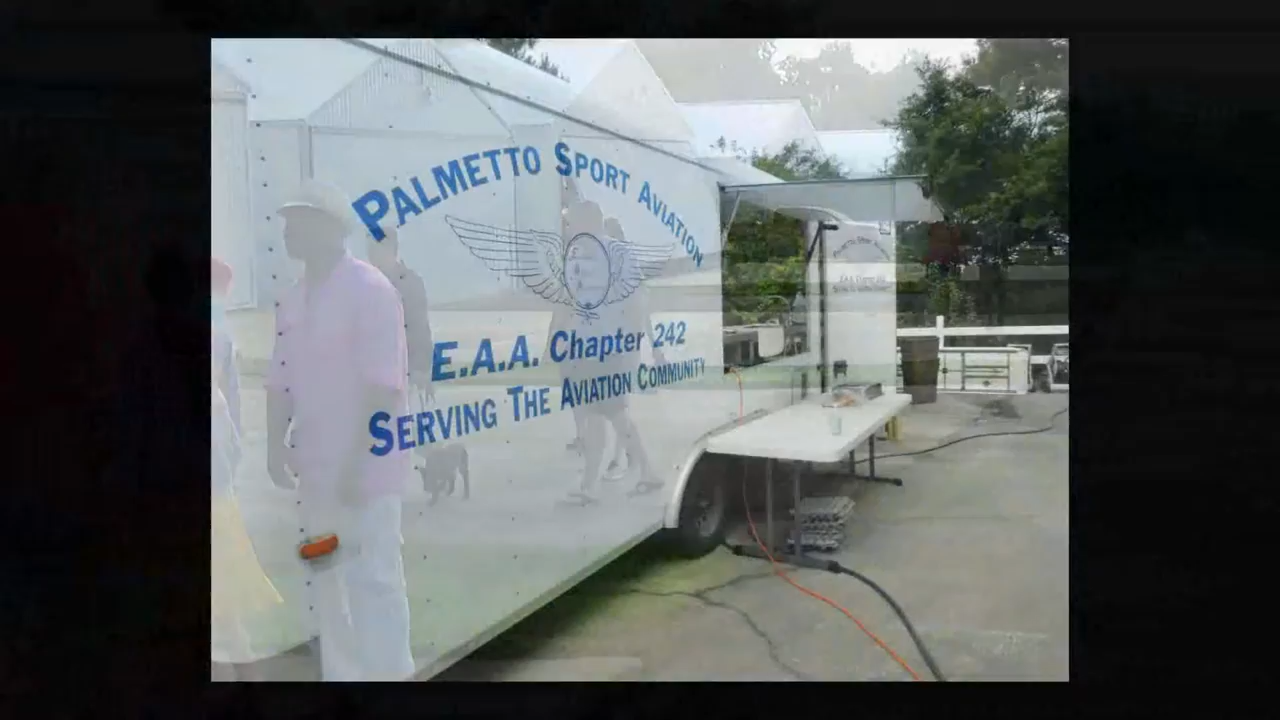 PALMETTO SPORT AVIATION
E.A.A. Chapter 242
SERVING THE AVIATION COMMUNITY